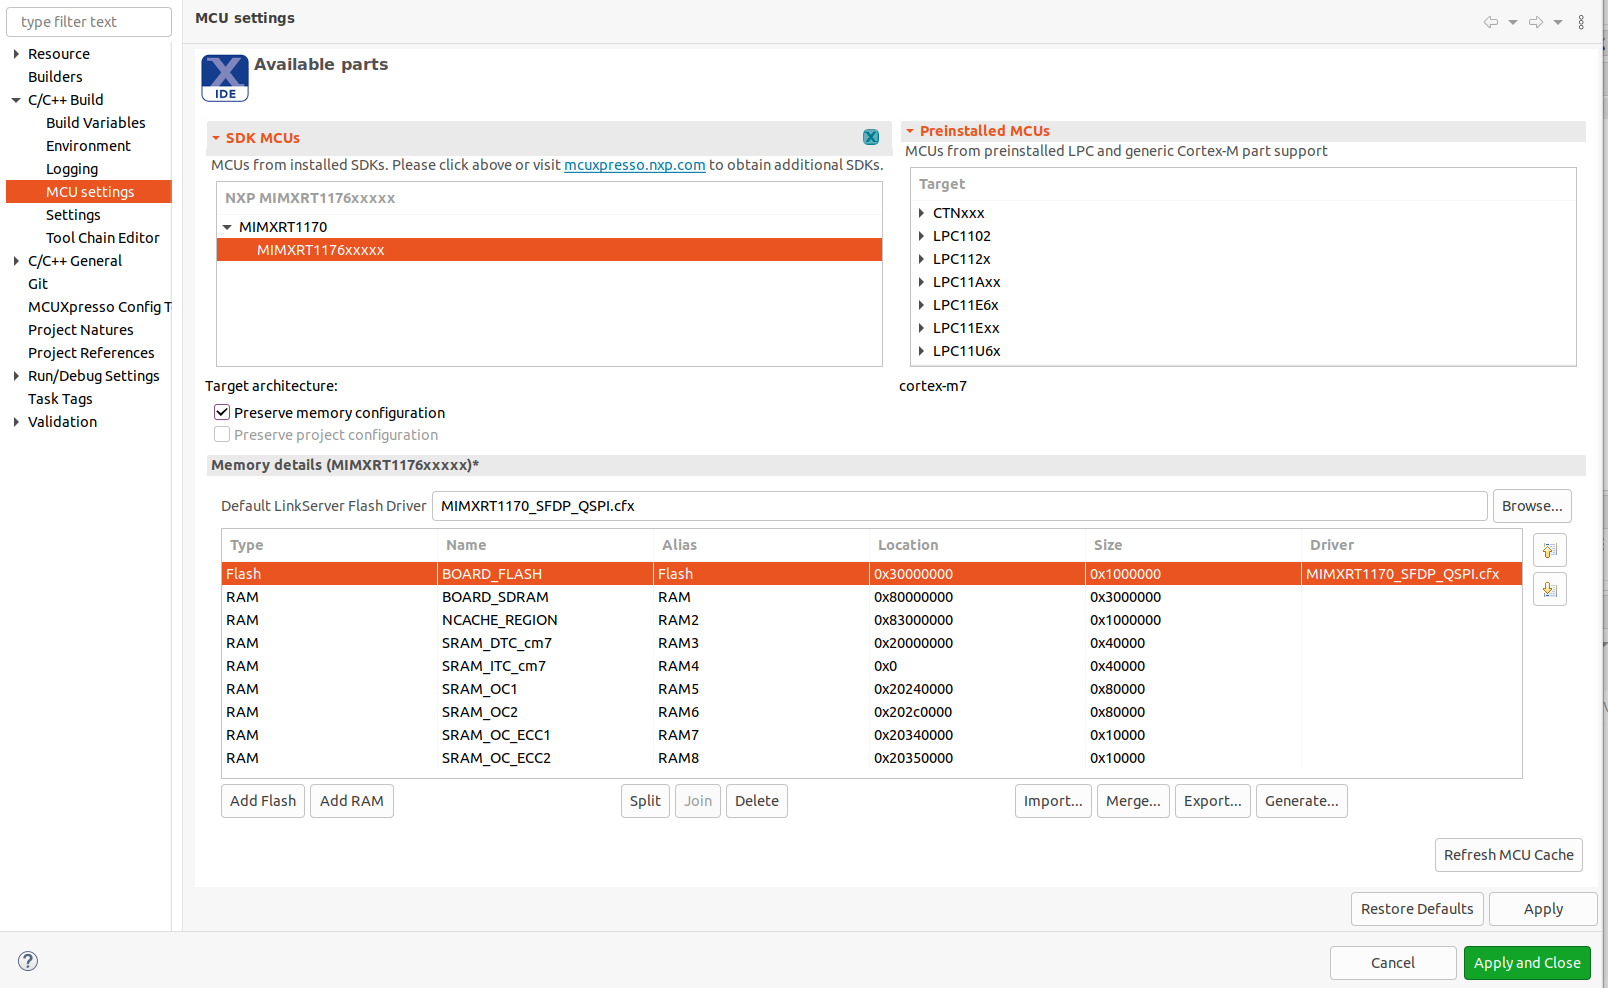 type filter text
Resource
Builders
C/C++ Build
Build Variables
Environment
Logging
MCU settings
Settings
Tool Chain Editor
C/C++ General
Git
MCUXpresso Config T
Project Natures
Project References
Run/Debug Settings
Task Tags
Validation
MCU settings
IDE
Available parts
SDK MCUs
MCUs from installed SDKs. Please click above or visit mcuxpresso.nxp.com to obtain additional SDKs.
NXP MIMXRT1176xxxxx
MIMXRT1170
MIMXRT1176xxxxx
Preinstalled MCUs
MCUs from preinstalled LPC and generic Cortex-M part support
Target
CTNxxx
LPC1102
LPC112x
LPC11Axx
LPC11E6x
LPC11Exx
LPC11U6x
Target architecture: cortex-m7
Preserve memory configuration
Preserve project configuration
Memory details (MIMXRT1176xxxxx)*
Default LinkServer Flash Driver MIMXRT1170_SFDP_QSPI.cfx Browse...
Type Name Alias Location Size Driver
Flash BOARD_FLASH Flash 0x30000000 0x1000000 MIMXRT1170_SFDP_QSPI.cfx
RAM BOARD_SDRAM RAM 0x80000000 0x3000000
RAM NCACHE_REGION RAM2 0x83000000 0x1000000
RAM SRAM_DTC_cm7 RAM3 0x20000000 0x40000
RAM SRAM_ITC_cm7 RAM4 0x0 0x40000
RAM SRAM_OC1 RAM5 0x20240000 0x80000
RAM SRAM_OC2 RAM6 0x202c0000 0x80000
RAM SRAM_OC_ECC1 RAM7 0x20340000 0x10000
RAM SRAM_OC_ECC2 RAM8 0x20350000 0x10000
Add Flash Add RAM Split Join Delete Import... Merge... Export... Generate...
Refresh MCU Cache
Restore Defaults Apply
Cancel Apply and Close